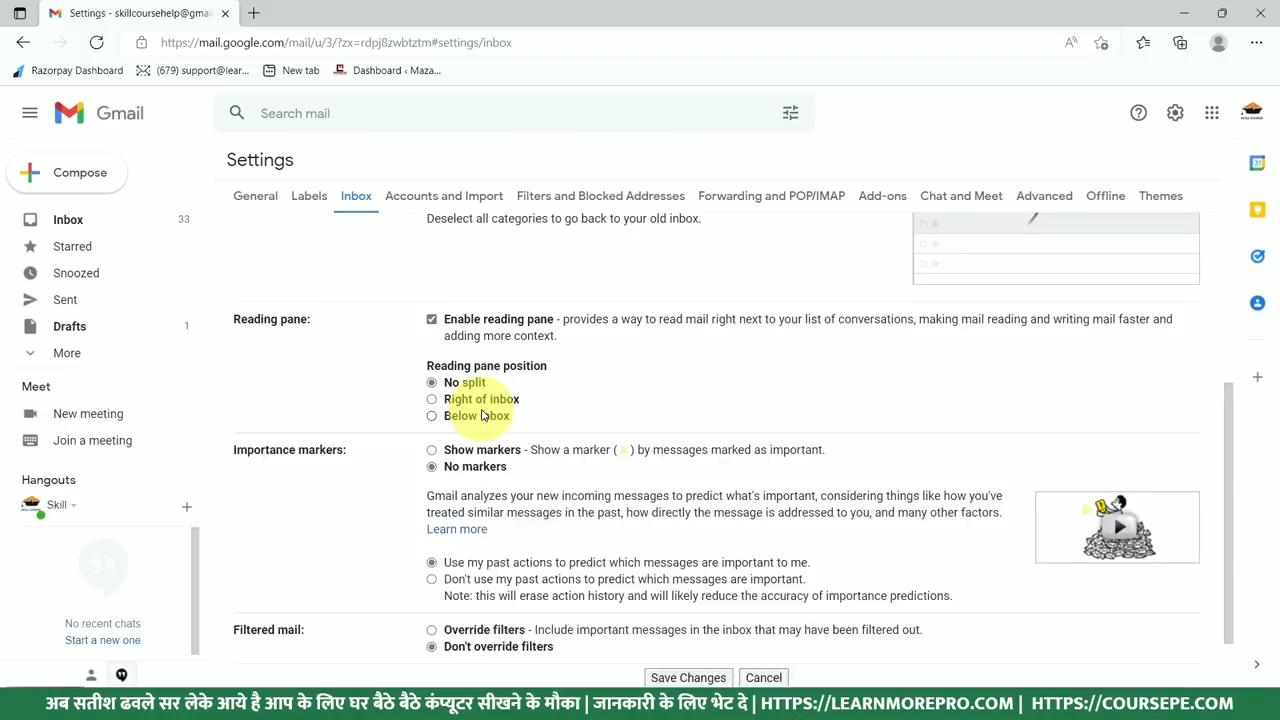 Settings - skillcoursehelp@gmai
https://mail.google.com/mail/u/3/?zx=rdpj8zwbtztm#settings/inbox
Razorpay Dashboard
(679) support@lear...
New tab
Dashboard ‹ Maza...
Gmail
Search mail
Compose
Settings
General
Labels
Inbox
Accounts and Import
Filters and Blocked Addresses
Forwarding and POP/IMAP
Add-ons
Chat and Meet
Advanced
Offline
Themes
Inbox 33
Starred
Snoozed
Sent
Drafts 1
More
Meet
New meeting
Join a meeting
Hangouts
Skill
No recent chats
Start a new one
Deselect all categories to go back to your old inbox.
Reading pane:
Enable reading pane - provides a way to read mail right next to your list of conversations, making mail reading and writing mail faster and
adding more context.
Reading pane position
No split
Right of inbox
Below inbox
Importance markers:
Show markers - Show a marker ( ) by messages marked as important.
No markers
Gmail analyzes your new incoming messages to predict what's important, considering things like how you've
treated similar messages in the past, how directly the message is addressed to you, and many other factors.
Learn more
Use my past actions to predict which messages are important to me.
Don't use my past actions to predict which messages are important.
Note: this will erase action history and will likely reduce the accuracy of importance predictions.
Filtered mail:
Override filters - Include important messages in the inbox that may have been filtered out.
Don't override filters
Save Changes
Cancel
अब सतीश ढवले सर लेके आये है आप के लिए घर बैठे बैठे कंप्यूटर सीखने के मौका | जानकारी के लिए भेट दे | HTTPS://LEARNMOREPRO.COM | HTTPS://COURSEPE.COM